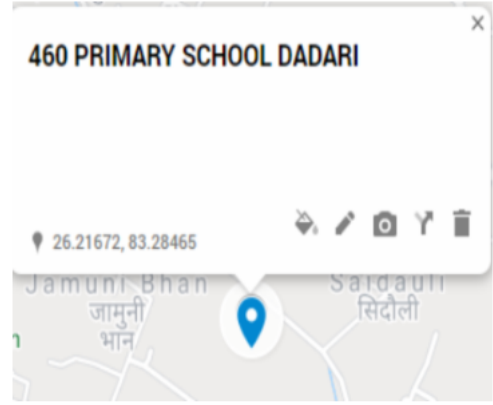 X
460 PRIMARY SCHOOL DADARI
26.21672, 83.28465
Jamuni Bhan
Saidauli
जामुनी
भान
सिदौली